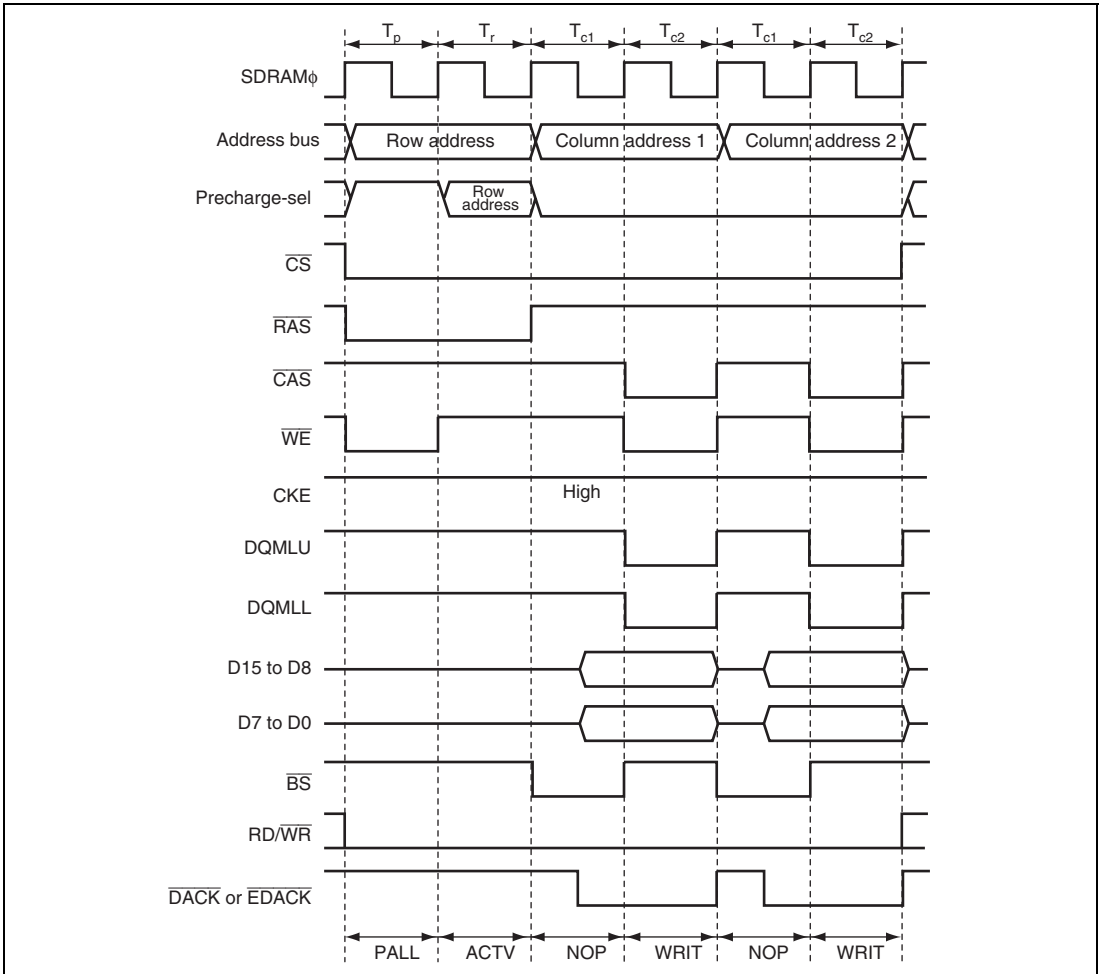 Tp Tr Tc1 Tc2 Tc1 Tc2
SDRAMϕ
Address bus Row address Column address 1 Column address 2
Precharge-sel Row
address
CS
RAS
CAS
WE
CKE High
DQMLU
DQMLL
D15 to D8
D7 to D0
BS
RD/WR
DACK or EDACK
PALL ACTV NOP WRIT NOP WRIT